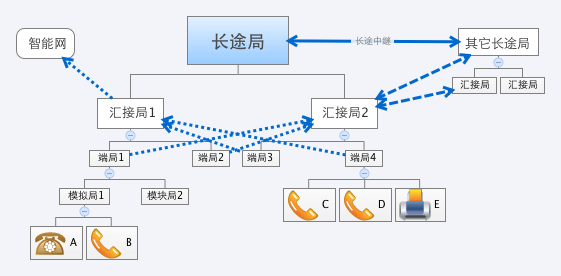 长途局
智能网
长途中继
其它长途局
汇接局
汇接局
汇接局1
汇接局2
端局1
端局2
端局3
端局4
模拟局1
模块局2
A
B
C
D
E